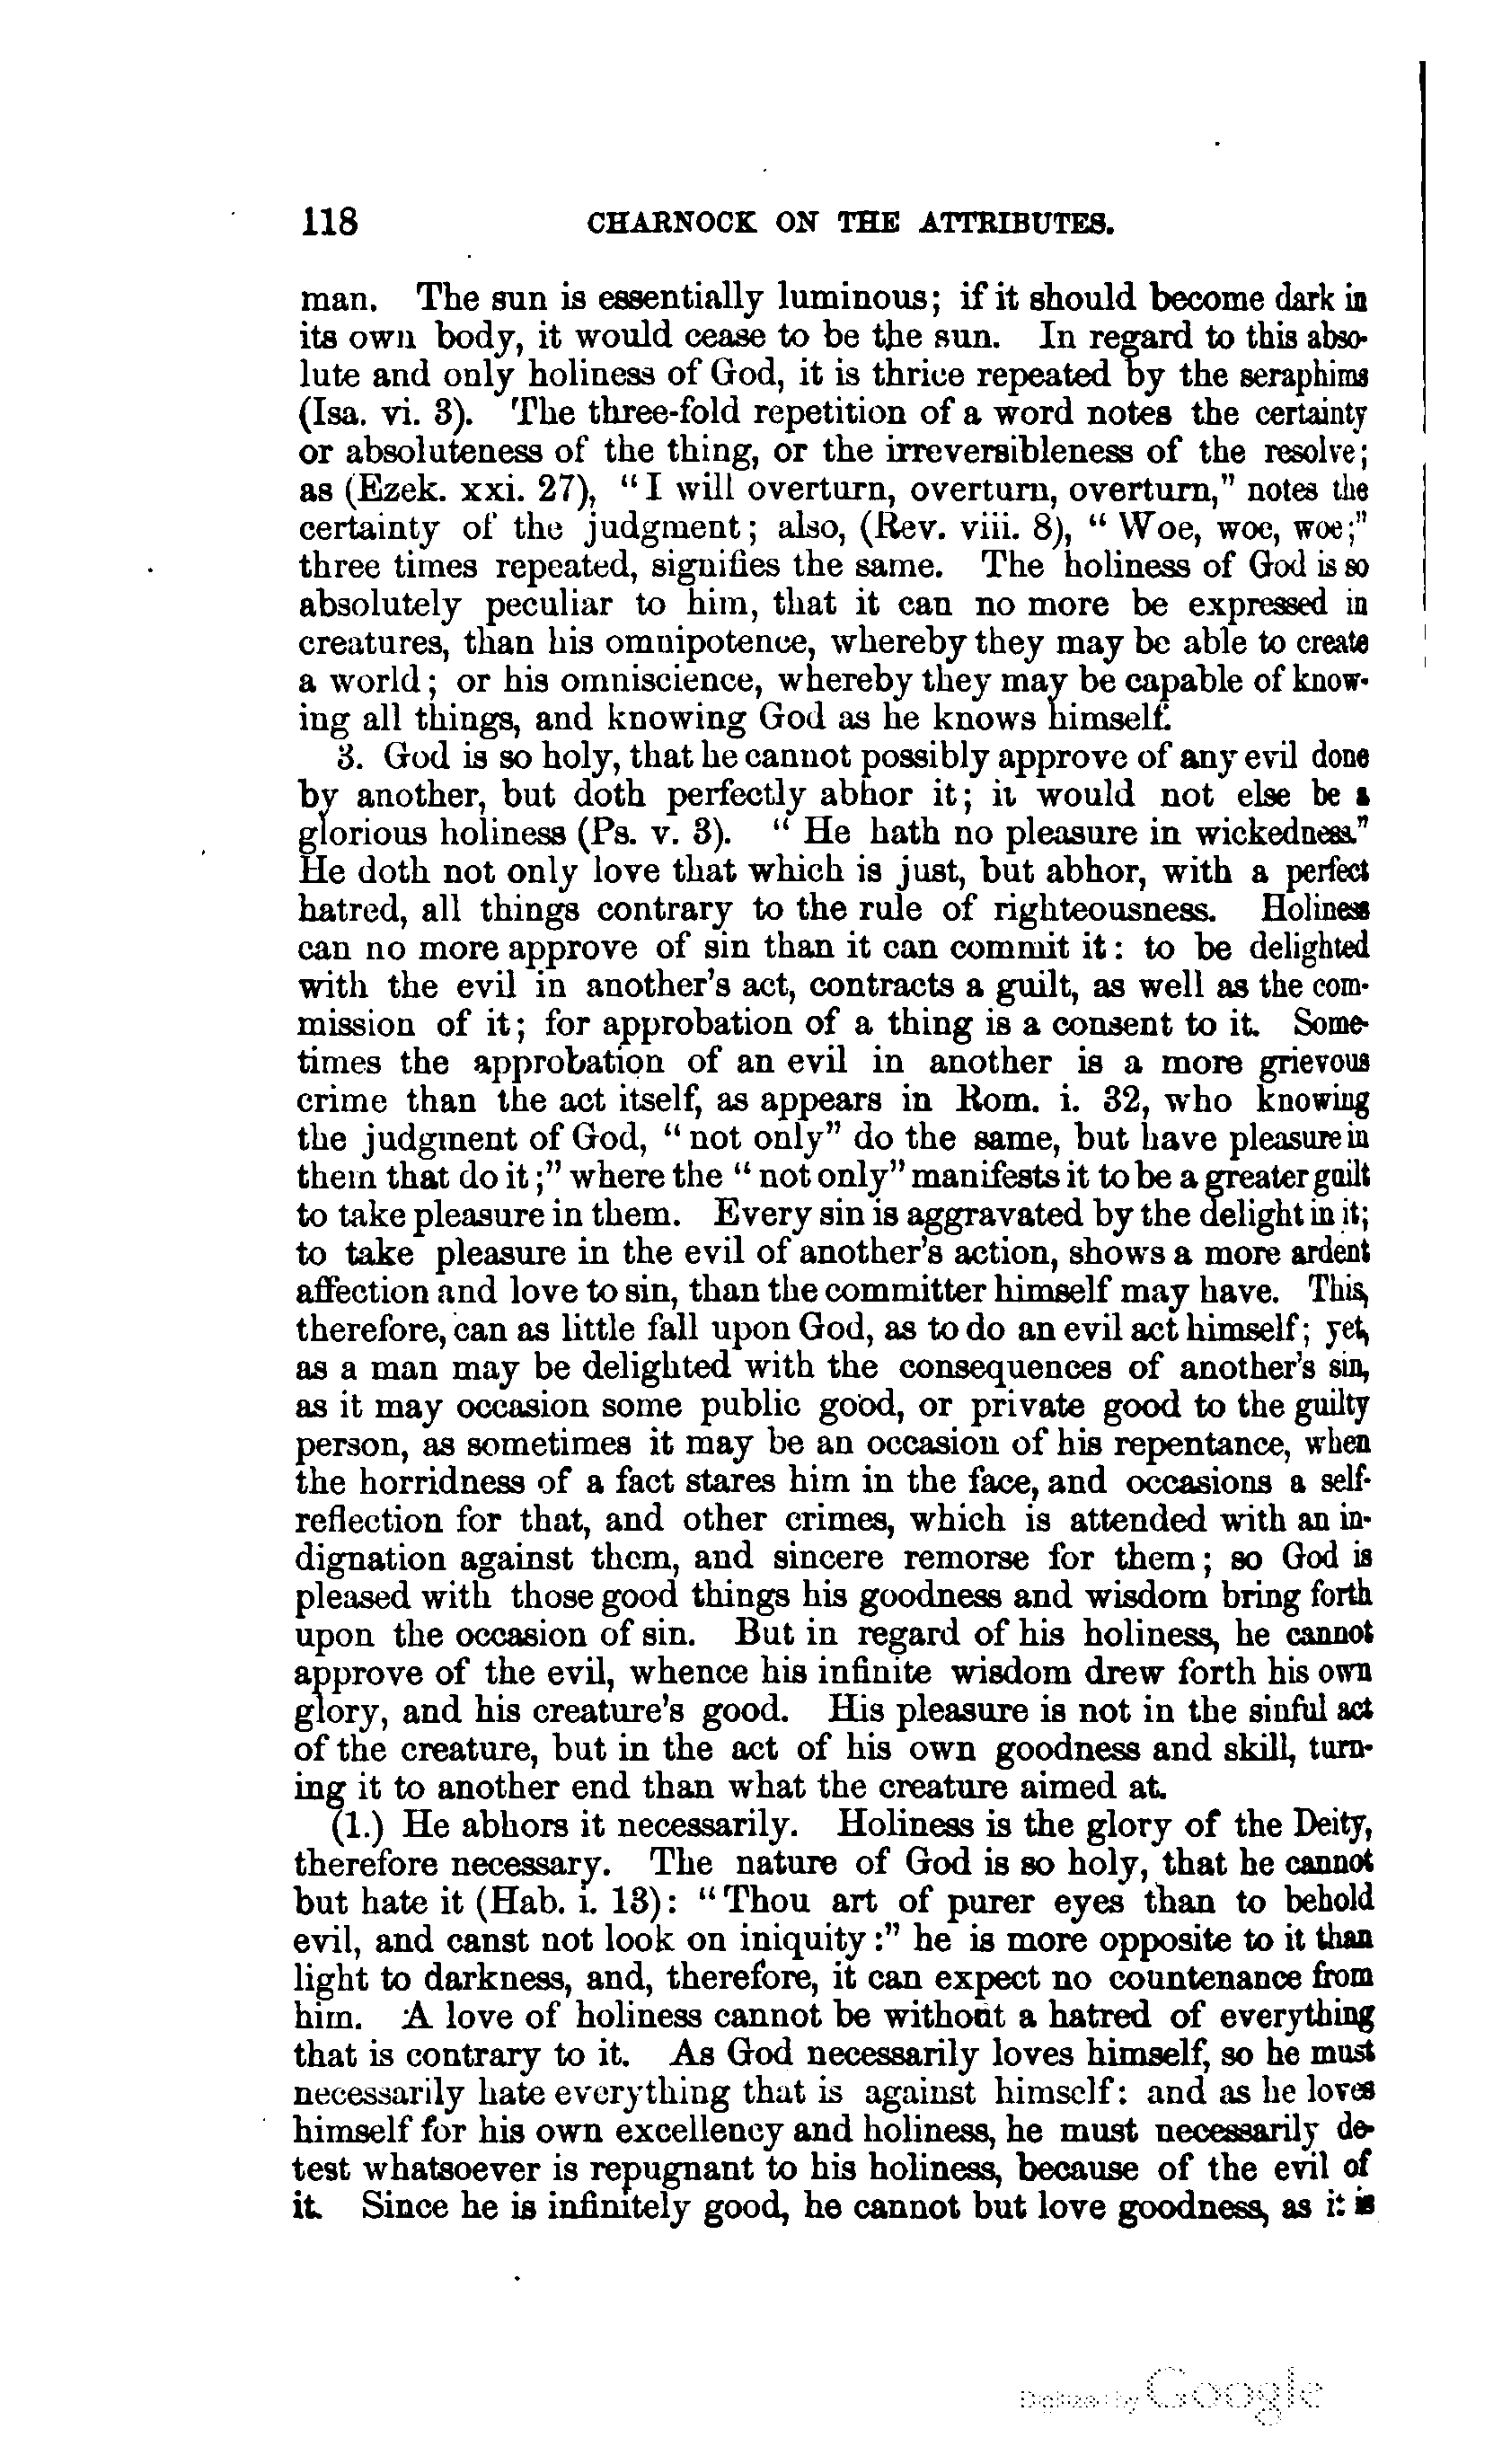 118 CHARNOCK ON THE ATTRIBUTES.
man. The sun is essentially luminous; if it should become dark in
its own body, it would cease to be the sun. In regard to this abso-
lute and only holiness of God, it is thrice repeated by the seraphims
(Isa. vi. 3). The three-fold repetition of a word notes the certainty
or absoluteness of the thing, or the irreversibleness of the resolve;
as (Ezek. xxi. 27), "I will overturn, overturn, overturn," notes the
certainty of the judgment; also, (Rev. viii. 8), "Woe, woe, woe;"
three times repeated, signifies the same. The holiness of God is so
absolutely peculiar to him, that it can no more be expressed in
creatures, than his omnipotence, whereby they may be able to create
a world; or his omniscience, whereby they may be capable of know-
ing all things, and knowing God as he knows himself.
3. God is so holy, that he cannot possibly approve of any evil done
by another, but doth perfectly abhor it; it would not else be a
glorious holiness (Ps. v. 3). "He hath no pleasure in wickedness."
He doth not only love that which is just, but abhor, with a perfect
hatred, all things contrary to the rule of righteousness. Holiness
can no more approve of sin than it can commit it: to be delighted
with the evil in another's act, contracts a guilt, as well as the com-
mission of it; for approbation of a thing is a consent to it. Some-
times the approbation of an evil in another is a more grievous
crime than the act itself, as appears in Rom. i. 32, who knowing
the judgment of God, "not only" do the same, but have pleasure in
them that do it;" where the "not only" manifests it to be a greater guilt
to take pleasure in them. Every sin is aggravated by the delight in it;
to take pleasure in the evil of another's action, shows a more ardent
affection and love to sin, than the committer himself may have. This,
therefore, can as little fall upon God, as to do an evil act himself; yet,
as a man may be delighted with the consequences of another's sin,
as it may occasion some public good, or private good to the guilty
person, as sometimes it may be an occasion of his repentance, when
the horridness of a fact stares him in the face, and occasions a self-
reflection for that, and other crimes, which is attended with an in-
dignation against them, and sincere remorse for them; so God is
pleased with those good things his goodness and wisdom bring forth
upon the occasion of sin. But in regard of his holiness, he cannot
approve of the evil, whence his infinite wisdom drew forth his own
glory, and his creature's good. His pleasure is not in the sinful act
of the creature, but in the act of his own goodness and skill, turn-
ing it to another end than what the creature aimed at.
(1.) He abhors it necessarily. Holiness is the glory of the Deity,
therefore necessary. The nature of God is so holy, that he cannot
but hate it (Hab. i. 13): "Thou art of purer eyes than to behold
evil, and canst not look on iniquity:" he is more opposite to it than
light to darkness, and, therefore, it can expect no countenance from
him. A love of holiness cannot be without a hatred of everything
that is contrary to it. As God necessarily loves himself, so he must
necessarily hate everything that is against himself: and as he loves
himself for his own excellency and holiness, he must necessarily de-
test whatsoever is repugnant to his holiness, because of the evil of
it. Since he is infinitely good, he cannot but love goodness, as it is
Digitized by Google